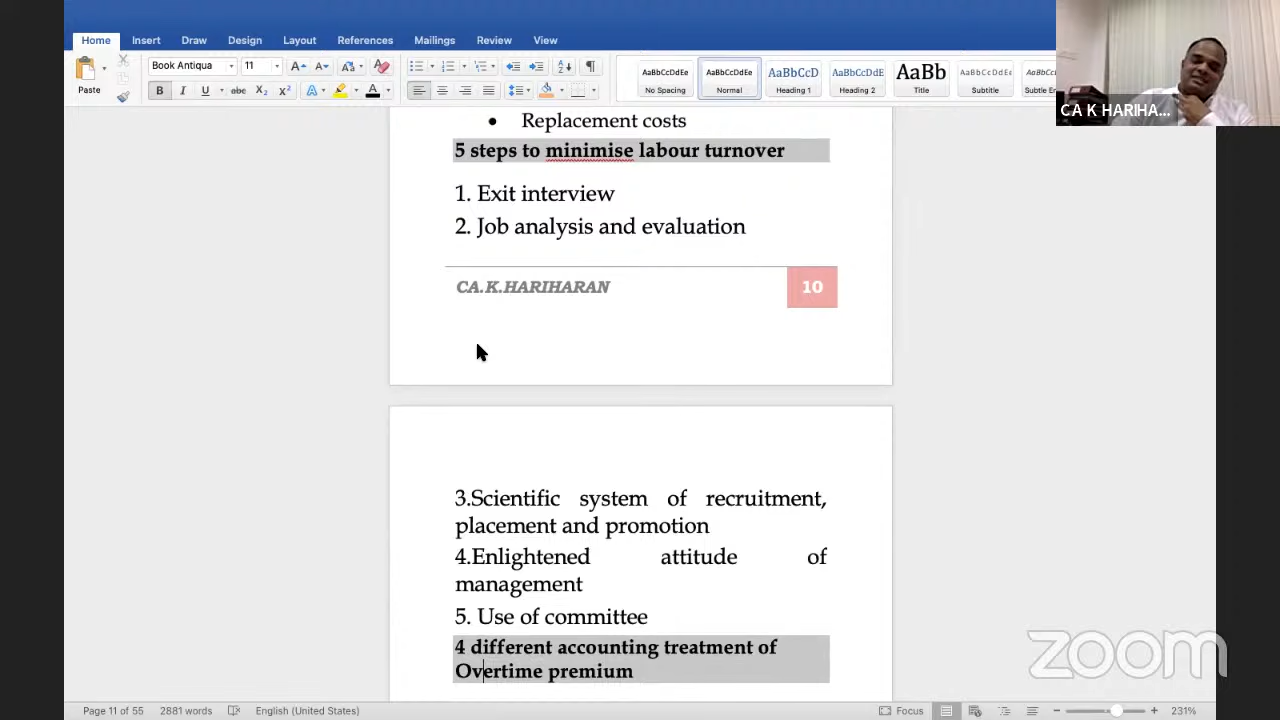 Home Insert Draw Design Layout References Mailings Review View
Paste
Book Antiqua 11
AaBbCcDdEe AaBbCcDdEe AaBbCcD AaBbCcDdE AaBb AaBbCcDdEe AaBbCcDdEe
No Spacing Normal Heading 1 Heading 2 Title Subtitle Subtle Em
C A K HARIHA...
• Replacement costs
5 steps to minimise labour turnover
1. Exit interview
2. Job analysis and evaluation
CA.K.HARIHARAN 10
3.Scientific system of recruitment,
placement and promotion
4.Enlightened attitude of
management
5. Use of committee
4 different accounting treatment of
Overtime premium
zoom
Page 11 of 55 2881 words English (United States) Focus 231%